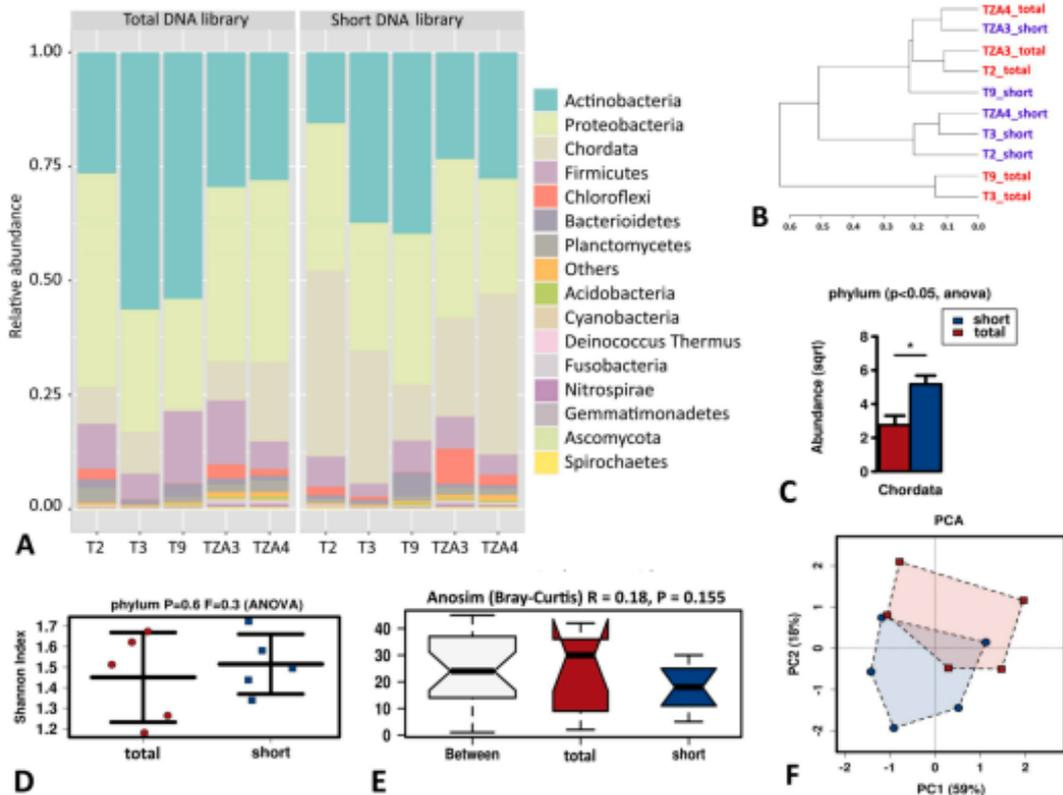 Total DNA library
Short DNA library
1.00
0.75
0.50
0.25
0.00
Relative abundance
T2
T3
T9
TZA3
TZA4
T2
T3
T9
TZA3
TZA4
A
Actinobacteria
Proteobacteria
Chordata
Firmicutes
Chloroflexi
Bacterioidetes
Planctomycetes
Others
Acidobacteria
Cyanobacteria
Deinococcus Thermus
Fusobacteria
Nitrospirae
Gemmatimonadetes
Ascomycota
Spirochaetes
TZA4_total
TZA3_short
TZA3_total
T2_total
T9_short
TZA4_short
T3_short
T2_short
T9_total
T3_total
B
0.6
0.5
0.4
0.3
0.2
0.1
0.0
phylum (p<0.05, anova)
short
total
8
6
4
2
0
Abundance (sqrt)
*
Chordata
C
phylum P=0.6 F=0.3 (ANOVA)
1.7
1.6
1.5
1.4
1.3
1.2
Shannon Index
total
short
D
Anosim (Bray-Curtis) R = 0.18, P = 0.155
40
30
20
10
0
Between
total
short
E
PCA
2
1
0
-1
-2
PC2 (18%)
-2
-1
0
1
2
PC1 (59%)
F